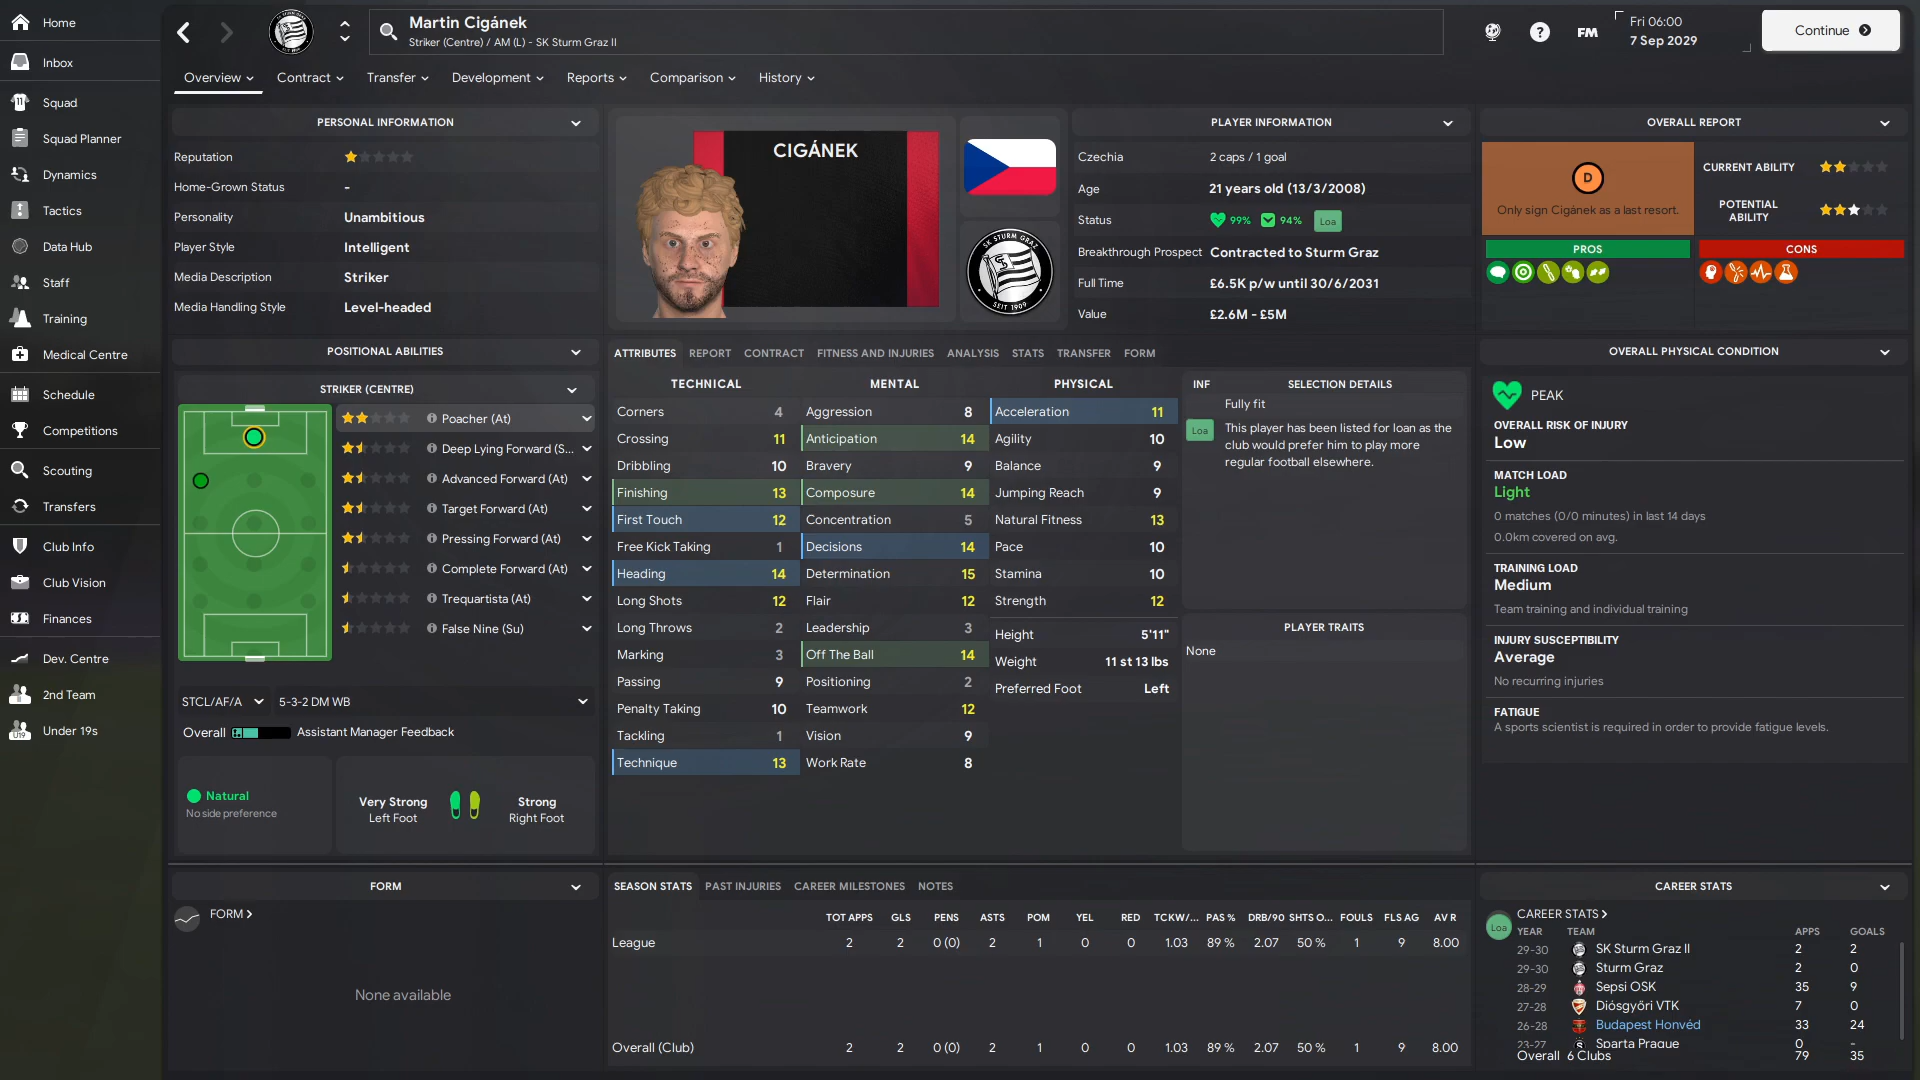 Home
Inbox
Squad
Squad Planner
Dynamics
Tactics
Data Hub
Staff
Training
Medical Centre
Schedule
Competitions
Scouting
Transfers
Club Info
Club Vision
Finances
Dev. Centre
2nd Team
Under 19s
Martin Cigánek
Striker (Centre) / AM (L) - SK Sturm Graz II
FM
Fri 06:00
7 Sep 2029
Continue
Overview Contract Transfer Development Reports Comparison History
PERSONAL INFORMATION
Reputation
Home-Grown Status -
Personality Unambitious
Player Style Intelligent
Media Description Striker
Media Handling Style Level-headed
CIGÁNEK
SK STURM GRAZ
SEIT 1909
PLAYER INFORMATION
Czechia 2 caps / 1 goal
Age 21 years old (13/3/2008)
Status 99% 94% Loa
Breakthrough Prospect Contracted to Sturm Graz
Full Time £6.5K p/w until 30/6/2031
Value £2.6M - £5M
OVERALL REPORT
D
Only sign Cigánek as a last resort.
CURRENT ABILITY
POTENTIAL ABILITY
PROS
CONS
POSITIONAL ABILITIES
STRIKER (CENTRE)
Poacher (At)
Deep Lying Forward (S...
Advanced Forward (At)
Target Forward (At)
Pressing Forward (At)
Complete Forward (At)
Trequartista (At)
False Nine (Su)
STCL/AF/A 5-3-2 DM WB
Overall Assistant Manager Feedback
Natural
No side preference
Very Strong
Left Foot
Strong
Right Foot
ATTRIBUTES REPORT CONTRACT FITNESS AND INJURIES ANALYSIS STATS TRANSFER FORM
TECHNICAL
Corners 4
Crossing 11
Dribbling 10
Finishing 13
First Touch 12
Free Kick Taking 1
Heading 14
Long Shots 12
Long Throws 2
Marking 3
Passing 9
Penalty Taking 10
Tackling 1
Technique 13
MENTAL
Aggression 8
Anticipation 14
Bravery 9
Composure 14
Concentration 5
Decisions 14
Determination 15
Flair 12
Leadership 3
Off The Ball 14
Positioning 2
Teamwork 12
Vision 9
Work Rate 8
PHYSICAL
Acceleration 11
Agility 10
Balance 9
Jumping Reach 9
Natural Fitness 13
Pace 10
Stamina 10
Strength 12
Height 5'11"
Weight 11 st 13 lbs
Preferred Foot Left
INF SELECTION DETAILS
Fully fit
Loa
This player has been listed for loan as the
club would prefer him to play more
regular football elsewhere.
PLAYER TRAITS
None
OVERALL PHYSICAL CONDITION
PEAK
OVERALL RISK OF INJURY
Low
MATCH LOAD
Light
0 matches (0/0 minutes) in last 14 days
0.0km covered on avg.
TRAINING LOAD
Medium
Team training and individual training
INJURY SUSCEPTIBILITY
Average
No recurring injuries
FATIGUE
A sports scientist is required in order to provide fatigue levels.
FORM
FORM
None available
SEASON STATS PAST INJURIES CAREER MILESTONES NOTES
TOT APPS GLS PENS ASTS POM YEL RED TCKW/... PAS % DRB/90 SHTS O... FOULS FLS AG AV R
League 2 2 0 (0) 2 1 0 0 1.03 89 % 2.07 50 % 1 9 8.00
Overall (Club) 2 2 0 (0) 2 1 0 0 1.03 89 % 2.07 50 % 1 9 8.00
CAREER STATS
Loa
CAREER STATS
YEAR TEAM APPS GOALS
29-30 SK Sturm Graz II 2 2
29-30 Sturm Graz 2 0
28-29 Sepsi OSK 35 9
27-28 Diósgyőri VTK 7 0
26-28 Budapest Honvéd 33 24
23-27 Sparta Prague 0 -
Overall 6 Clubs 79 35